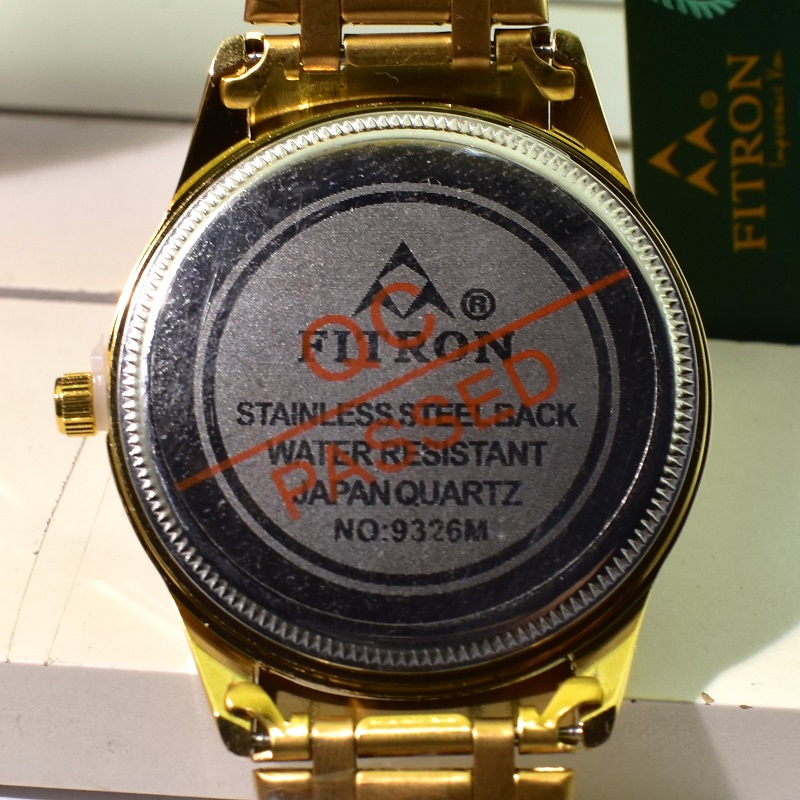 FITRON ®
STAINLESS STEEL BACK
WATER RESISTANT
JAPAN QUARTZ
NO:9326M
QC
PASSED
® FITRON